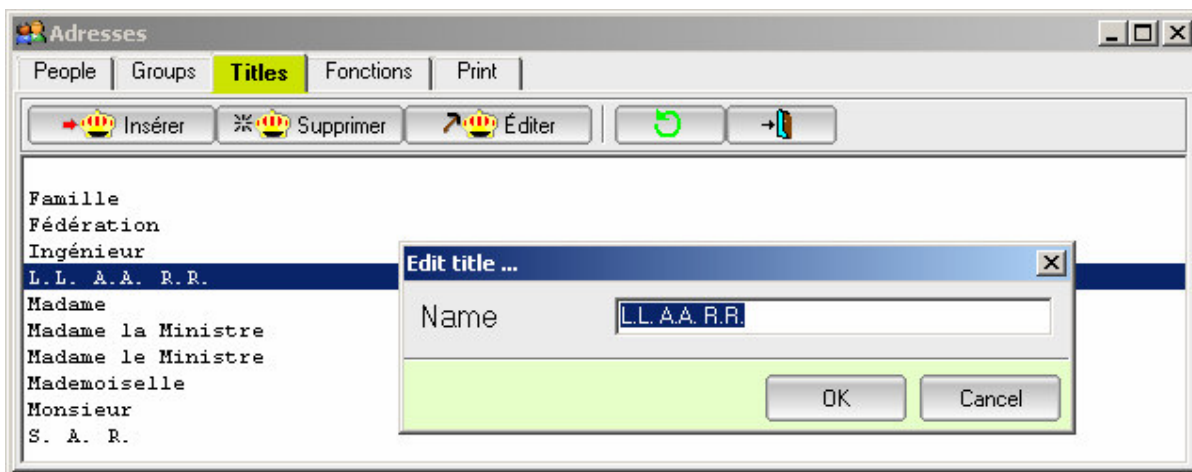 Adresses
People Groups Titles Fonctions Print
Insérer Supprimer Éditer
Famille
Fédération
Ingénieur
L.L. A.A. R.R.
Madame
Madame la Ministre
Madame le Ministre
Mademoiselle
Monsieur
S. A. R.
Edit title ...
Name L.L. A.A. R.R.
OK Cancel